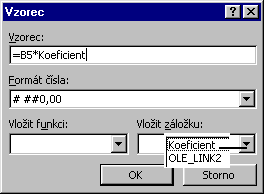 Vzorec
Vzorec:
=B5*Koeficient
Formát čísla:
# ##0,00
Vložit funkci:
Vložit záložku:
Koeficient
OLE_LINK2
OK
Storno